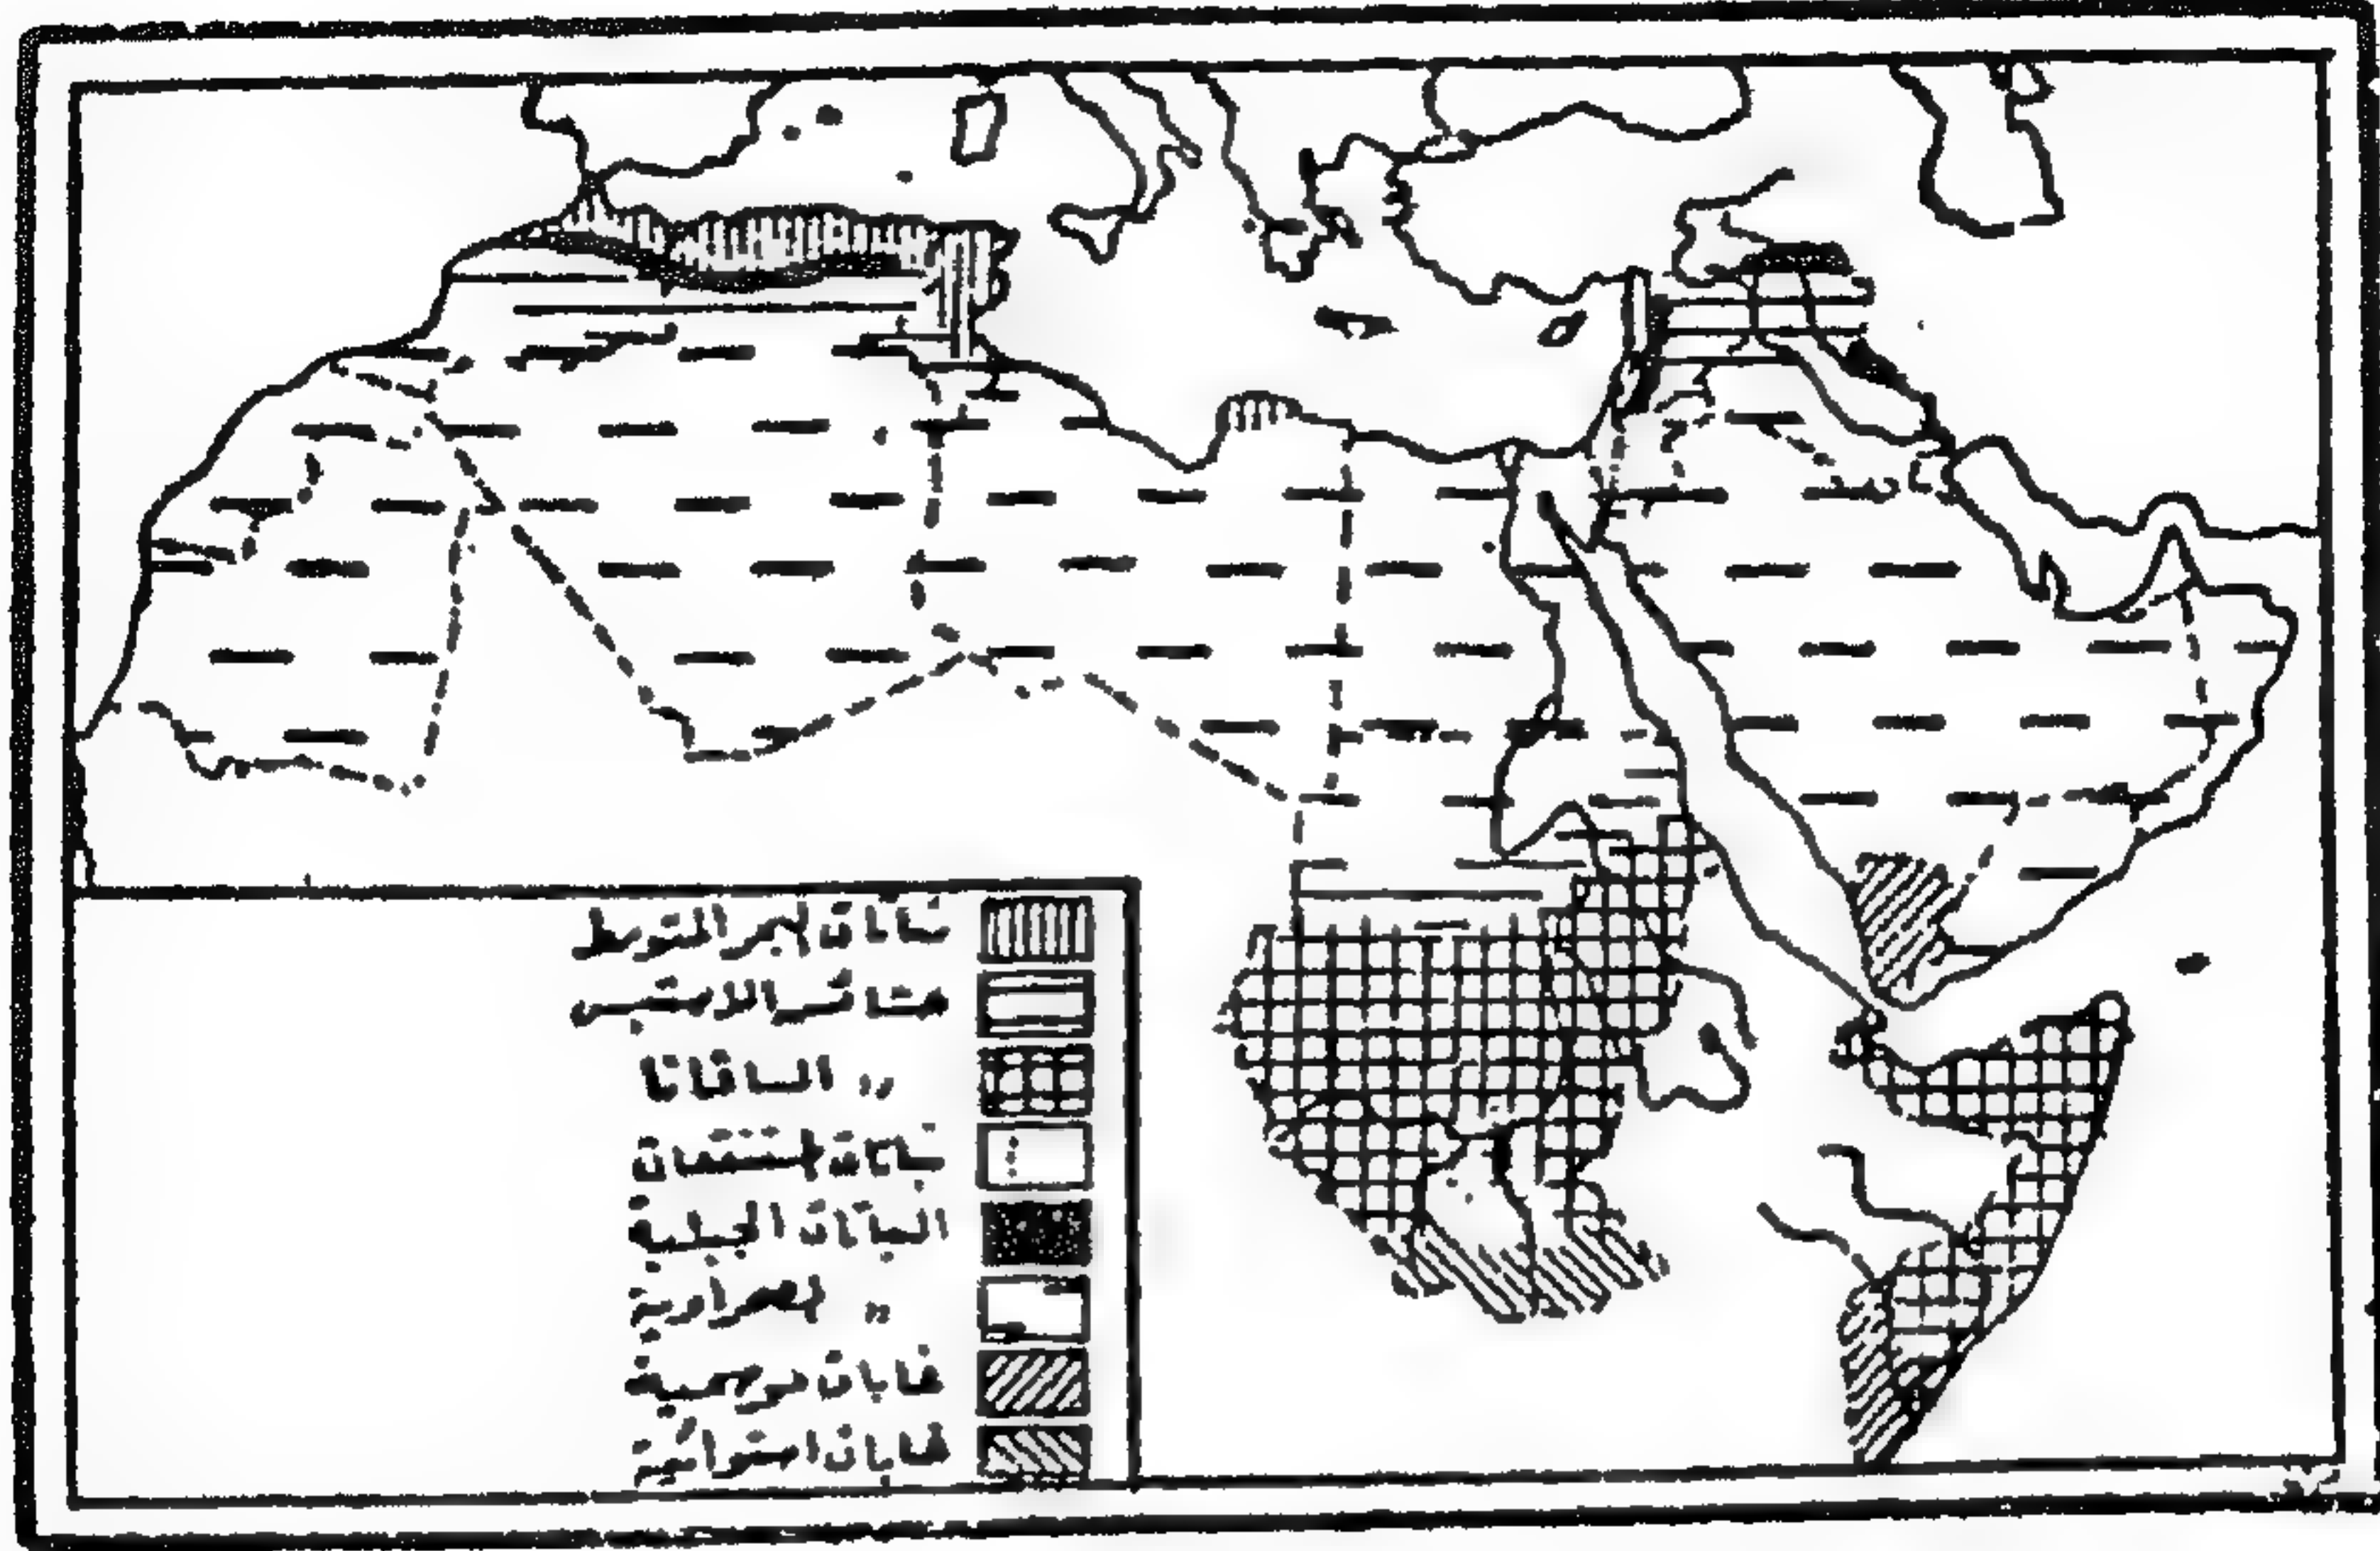 نباتات البحر المتوسط
حشائش الاستبس
〃 السافانا
نباتات المستنقعات
النباتات الجبلية
〃 الصحراوية
غابات موسمية
غابات استوائية